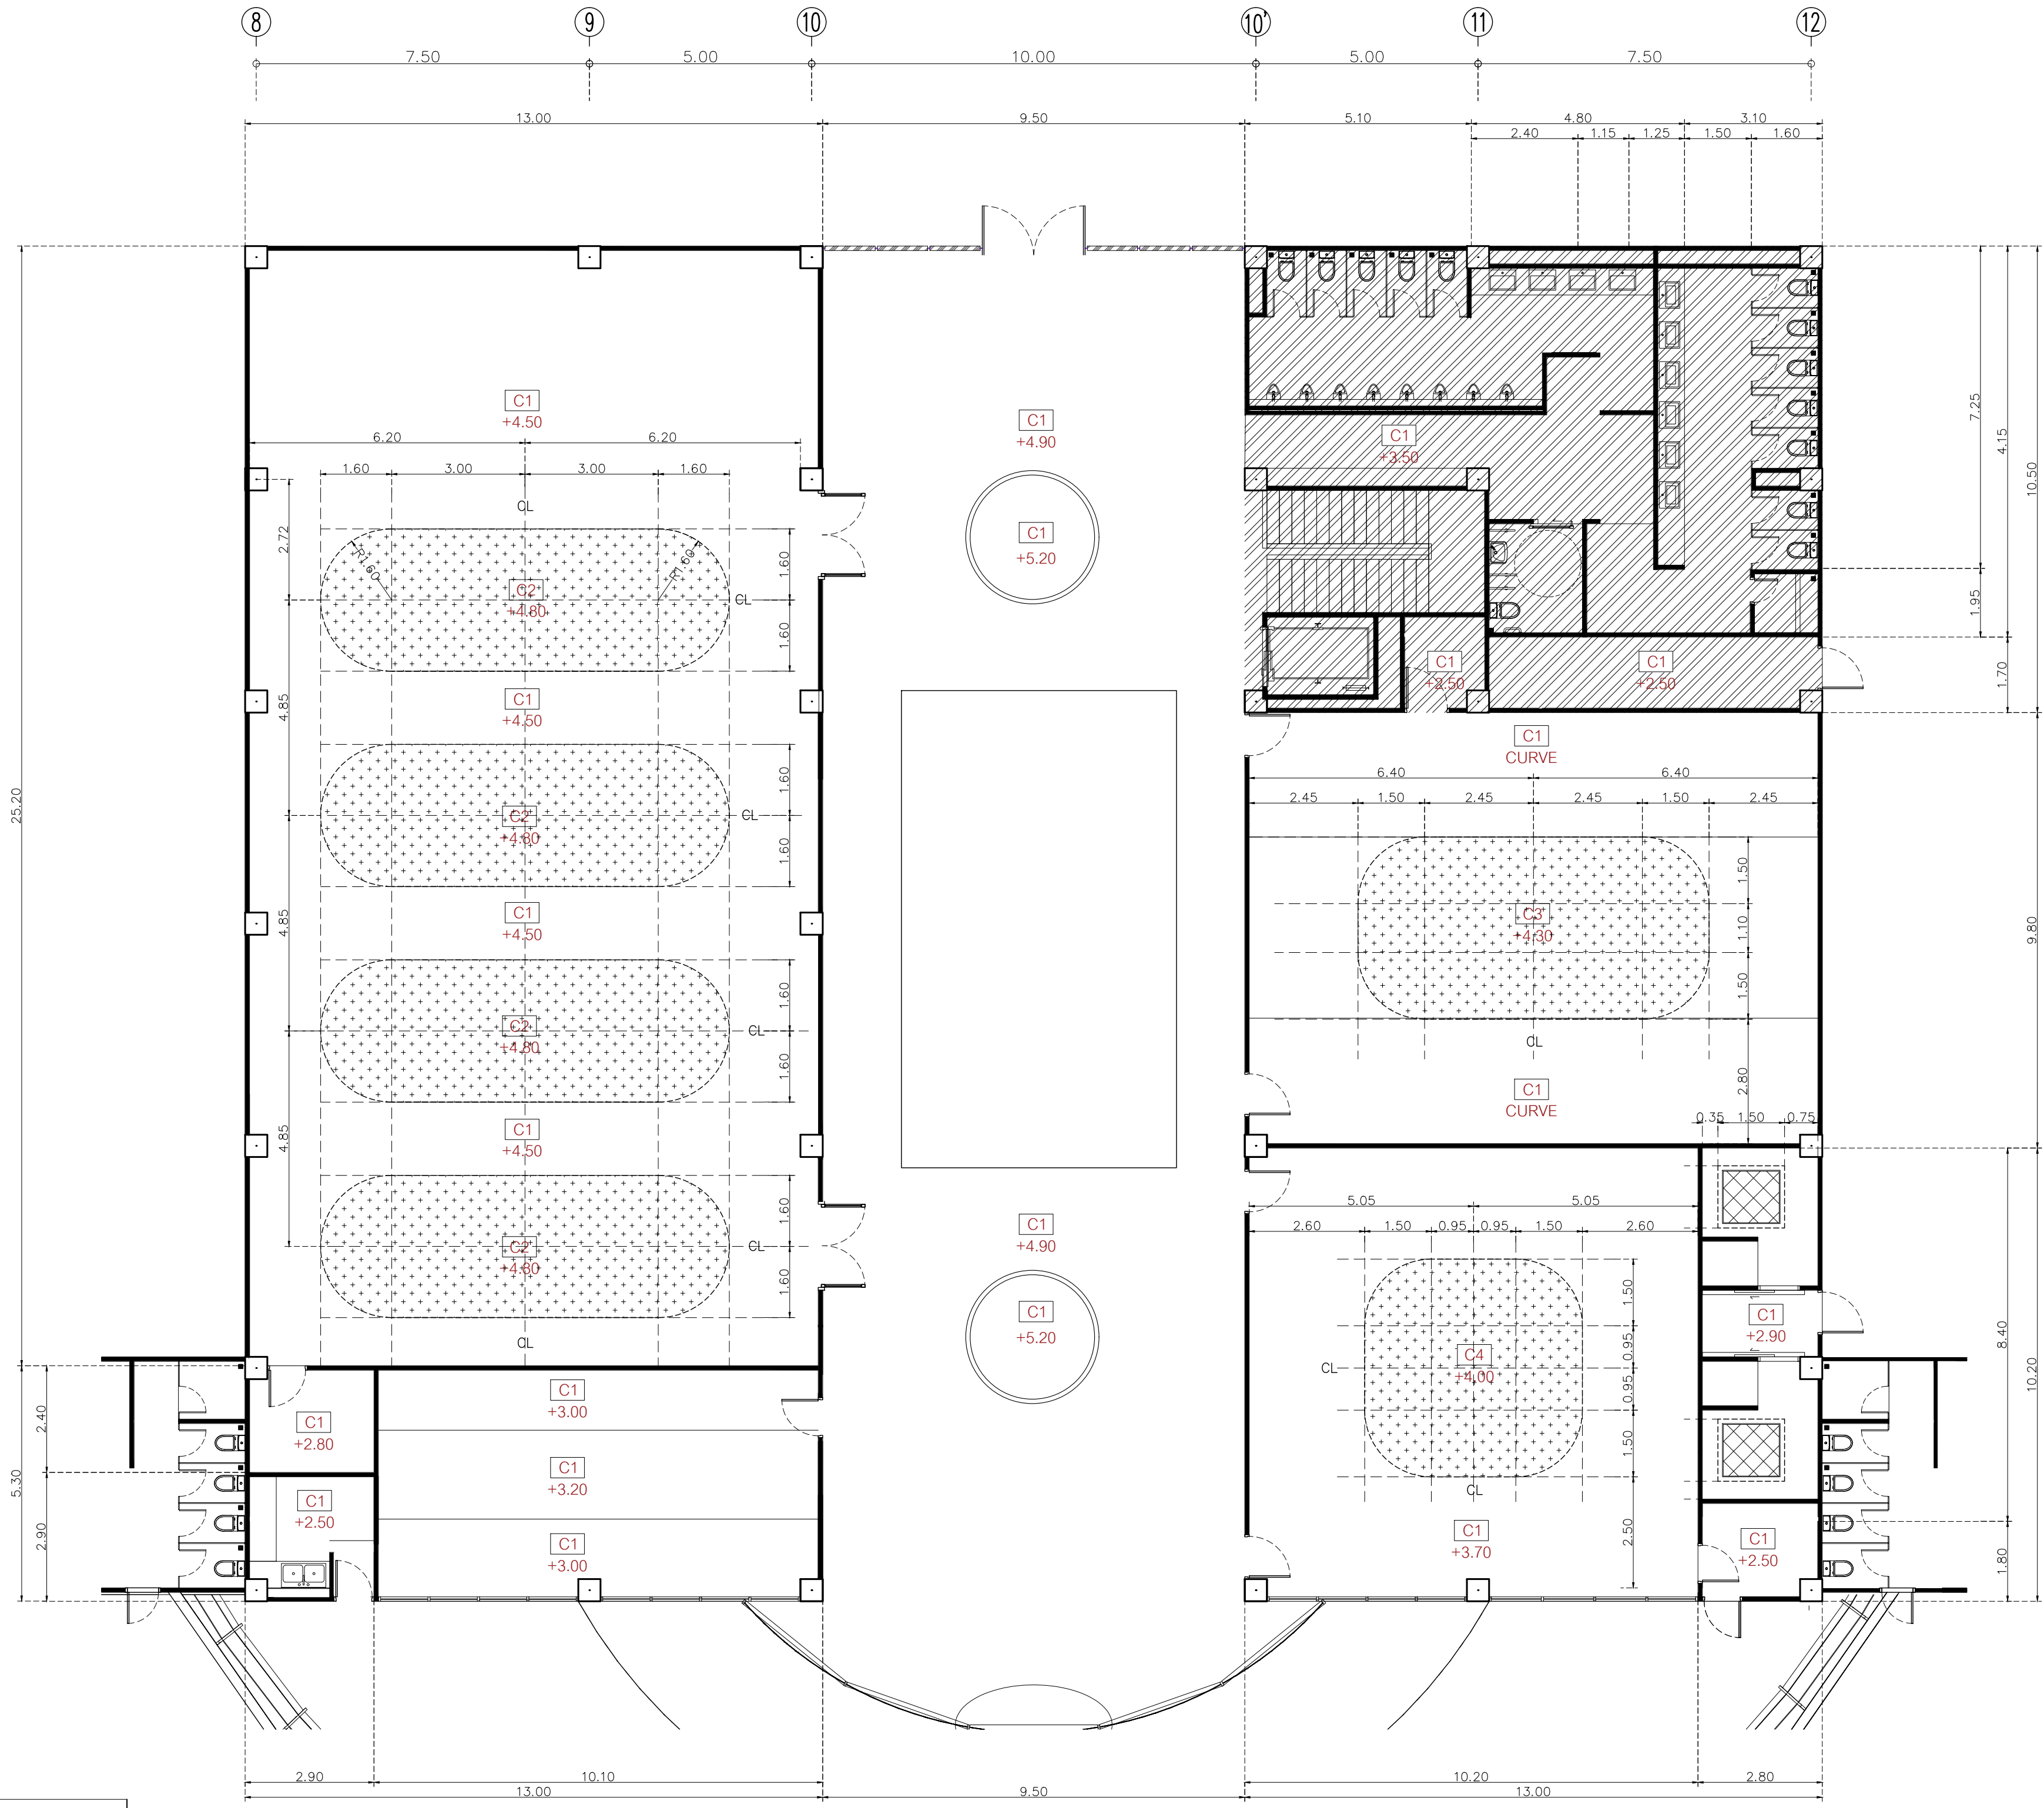 8 9 10 10' 11 12
7.50 5.00 10.00 5.00 7.50
13.00 9.50 5.10 4.80 3.10
2.40 1.15 1.25 1.50 1.60
C1
+4.50
6.20 6.20
1.60 3.00 3.00 1.60
CL
2.72
R1.60 R1.60
C2
+4.80
CL
1.60
1.60
C1
+4.50
4.85
C2
+4.80
CL
1.60
1.60
C1
+4.50
4.85
C2
+4.80
CL
1.60
1.60
C1
+4.50
4.85
C2
+4.80
CL
1.60
1.60
CL
25.20
5.30
2.40
2.90
C1
+2.80
C1
+2.50
C1
+3.00
C1
+3.20
C1
+3.00
C1
+4.90
C1
+5.20
C1
+4.90
C1
+5.20
C1
+3.50
C1
+2.50
C1
+2.50
7.25
4.15
10.50
1.95
1.70
C1
CURVE
6.40 6.40
2.45 1.50 2.45 2.45 1.50 2.45
C3
+4.30
1.50
1.10
1.50
CL
2.80
C1
CURVE
9.80
0.35 1.50 0.75
5.05 5.05
2.60 1.50 0.95 0.95 1.50 2.60
C4
+4.00
CL
1.50
0.95
0.95
1.50
CL
2.50
C1
+3.70
C1
+2.90
C1
+2.50
8.40
10.20
1.80
2.90 10.10 10.20 2.80
13.00 9.50 13.00